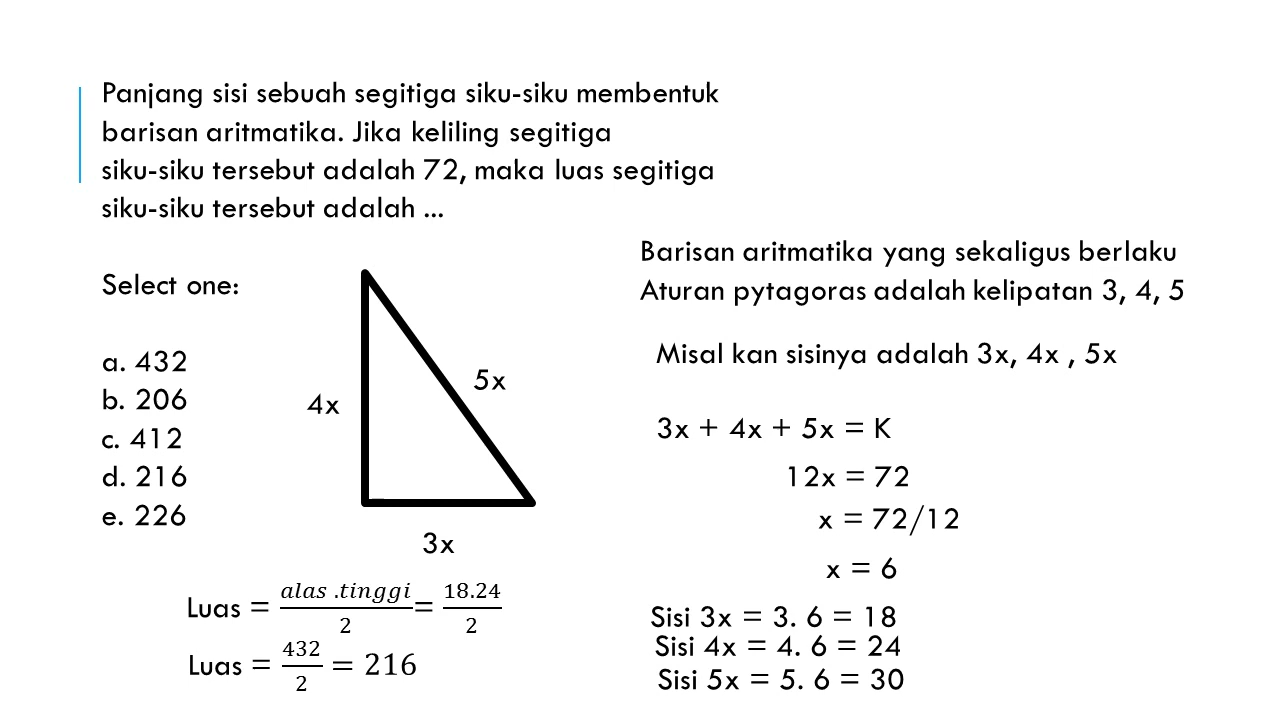 Panjang sisi sebuah segitiga siku-siku membentuk
barisan aritmatika. Jika keliling segitiga
siku-siku tersebut adalah 72, maka luas segitiga
siku-siku tersebut adalah ...
Select one:
a. 432
b. 206
c. 412
d. 216
e. 226
4x
5x
3x
Luas = alas .tinggi/2 = 18.24/2
Luas = 432/2 = 216
Barisan aritmatika yang sekaligus berlaku
Aturan pytagoras adalah kelipatan 3, 4, 5
Misal kan sisinya adalah 3x, 4x , 5x
3x + 4x + 5x = K
12x = 72
x = 72/12
x = 6
Sisi 3x = 3. 6 = 18
Sisi 4x = 4. 6 = 24
Sisi 5x = 5. 6 = 30